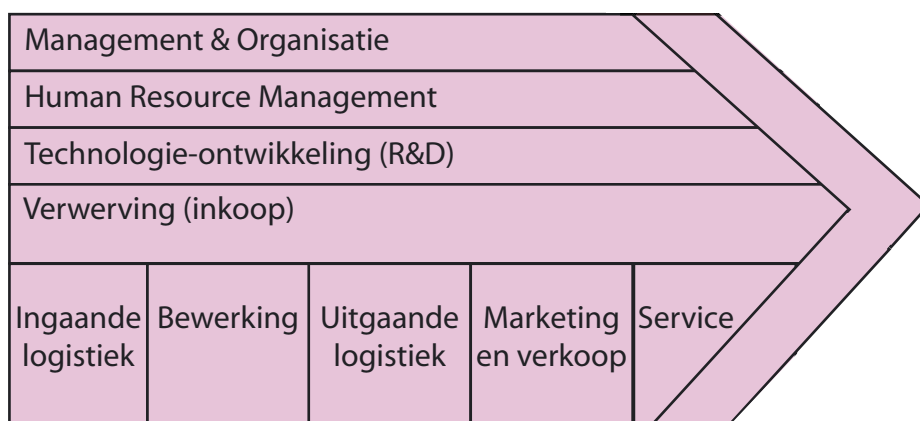 Management & Organisatie
Human Resource Management
Technologie-ontwikkeling (R&D)
Verwerving (inkoop)
Ingaande
logistiek
Bewerking
Uitgaande
logistiek
Marketing
en verkoop
Service